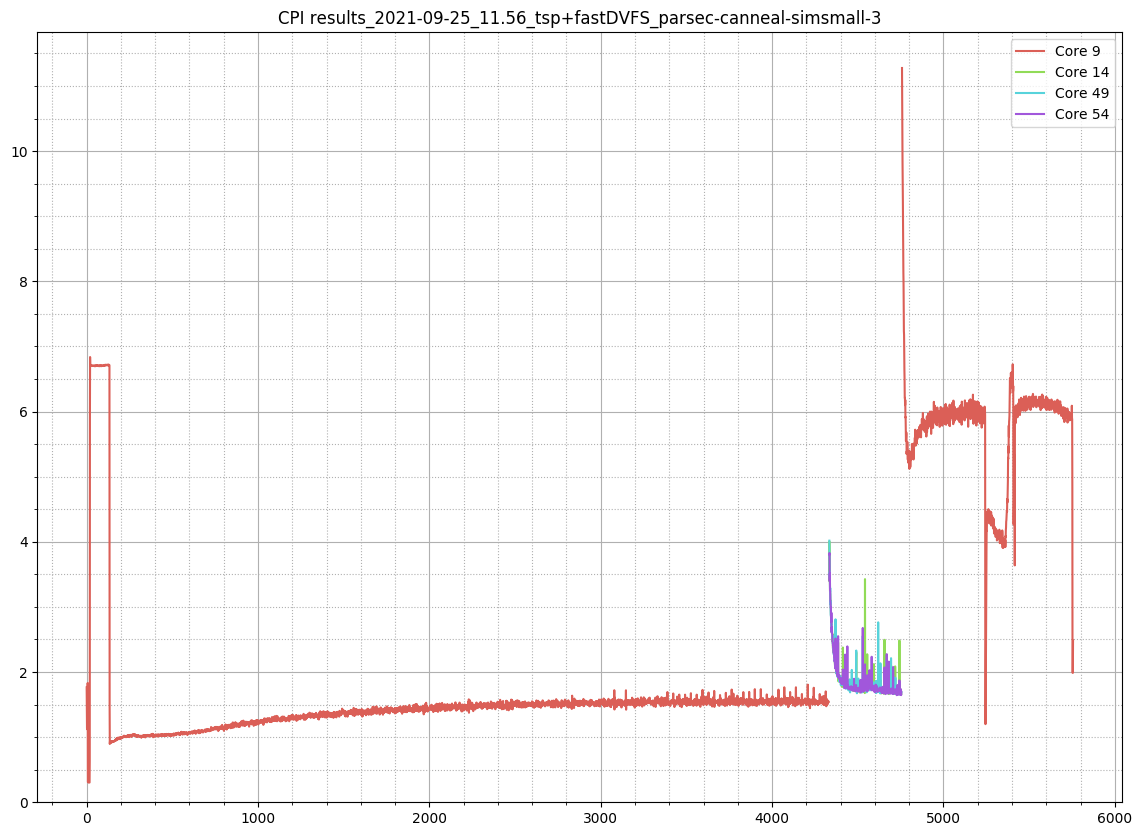 CPI results_2021-09-25_11.56_tsp+fastDVFS_parsec-canneal-simsmall-3
Core 9
Core 14
Core 49
Core 54
10
8
6
4
2
0
0 1000 2000 3000 4000 5000 6000